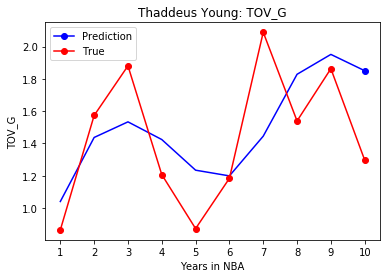 Thaddeus Young: TOV_G
Prediction
True
TOV_G
2.0
1.8
1.6
1.4
1.2
1.0
1 2 3 4 5 6 7 8 9 10
Years in NBA